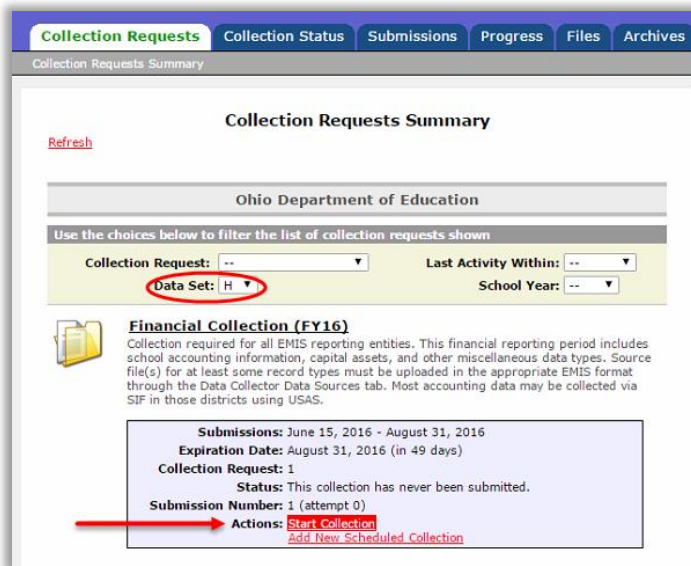 Collection Requests Collection Status Submissions Progress Files Archives
Collection Requests Summary
Collection Requests Summary
Refresh
Ohio Department of Education
Use the choices below to filter the list of collection requests shown
Collection Request: -- Last Activity Within: --
Data Set: H School Year: --
Financial Collection (FY16)
Collection required for all EMIS reporting entities. This financial reporting period includes
school accounting information, capital assets, and other miscellaneous data types. Source
file(s) for at least some record types must be uploaded in the appropriate EMIS format
through the Data Collector Data Sources tab. Most accounting data may be collected via
SIF in those districts using USAS.
Submissions: June 15, 2016 - August 31, 2016
Expiration Date: August 31, 2016 (in 49 days)
Collection Request: 1
Status: This collection has never been submitted.
Submission Number: 1 (attempt 0)
Actions: Start Collection
Add New Scheduled Collection